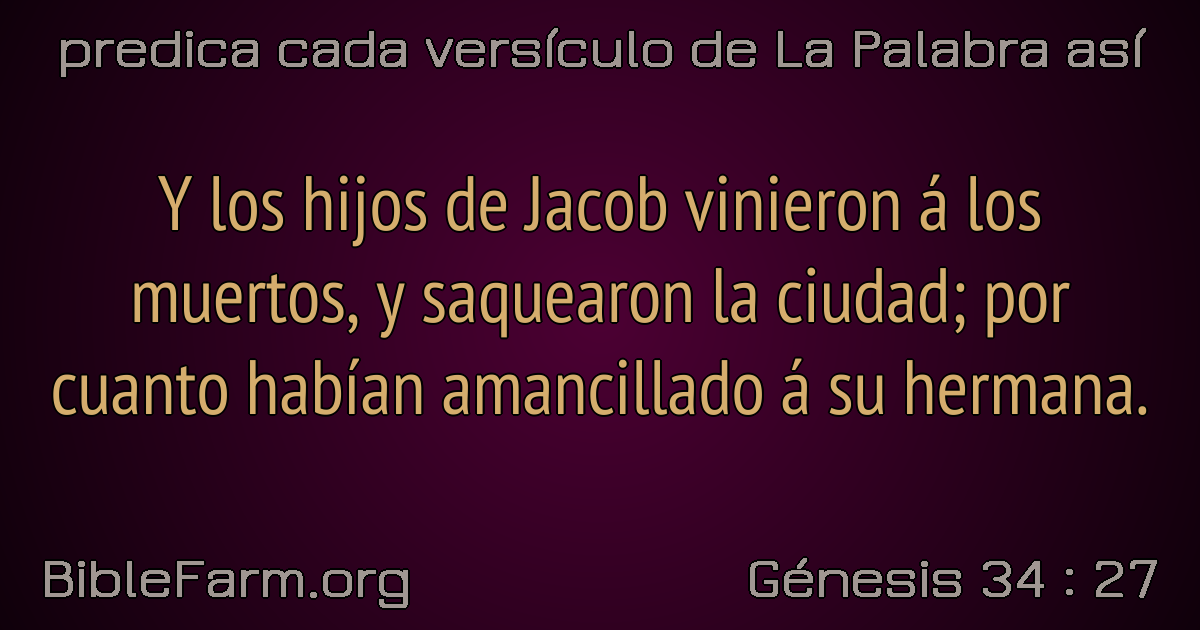 predica cada versículo de La Palabra así
Y los hijos de Jacob vinieron á los
muertos, y saquearon la ciudad; por
cuanto habían amancillado á su hermana.
BibleFarm.org
Génesis 34 : 27